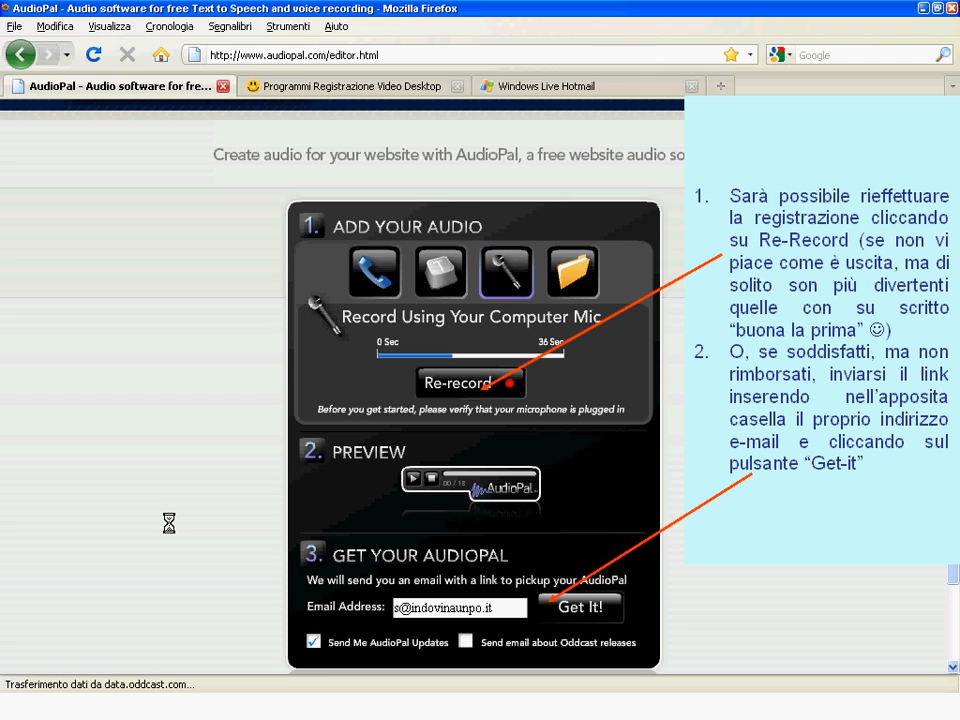 AudioPal - Audio software for free Text to Speech and voice recording - Mozilla Firefox
File Modifica Visualizza Cronologia Segnalibri Strumenti Aiuto
http://www.audiopal.com/editor.html
Google
AudioPal - Audio software for fre...
Programmi Registrazione Video Desktop
Windows Live Hotmail
Create audio for your website with AudioPal, a free website audio so
1. ADD YOUR AUDIO
Record Using Your Computer Mic
0 Sec 36 Sec
Re-record
Before you get started, please verify that your microphone is plugged in
2. PREVIEW
00 / 18
AudioPal
3. GET YOUR AUDIOPAL
We will send you an email with a link to pickup your AudioPal
Email Address: s@indovinaunpo.it Get It!
Send Me AudioPal Updates Send email about Oddcast releases
1. Sarà possibile rieffettuare
la registrazione cliccando
su Re-Record (se non vi
piace come è uscita, ma di
solito son più divertenti
quelle con su scritto
“buona la prima” ☺)
2. O, se soddisfatti, ma non
rimborsati, inviarsi il link
inserendo nell’apposita
casella il proprio indirizzo
e-mail e cliccando sul
pulsante “Get-it”
Trasferimento dati da data.oddcast.com...